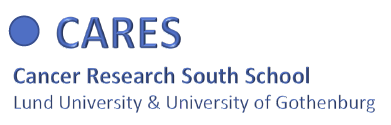 CARES
Cancer Research South School
Lund University & University of Gothenburg